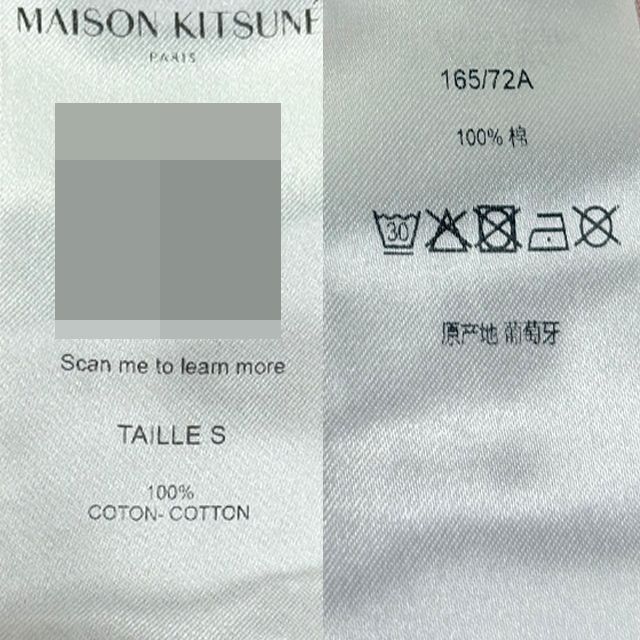 MAISON KITSUNÉ
PARIS
Scan me to learn more
TAILLE S
100%
COTON- COTTON
165/72A
100% 棉
30
原产地 葡萄牙